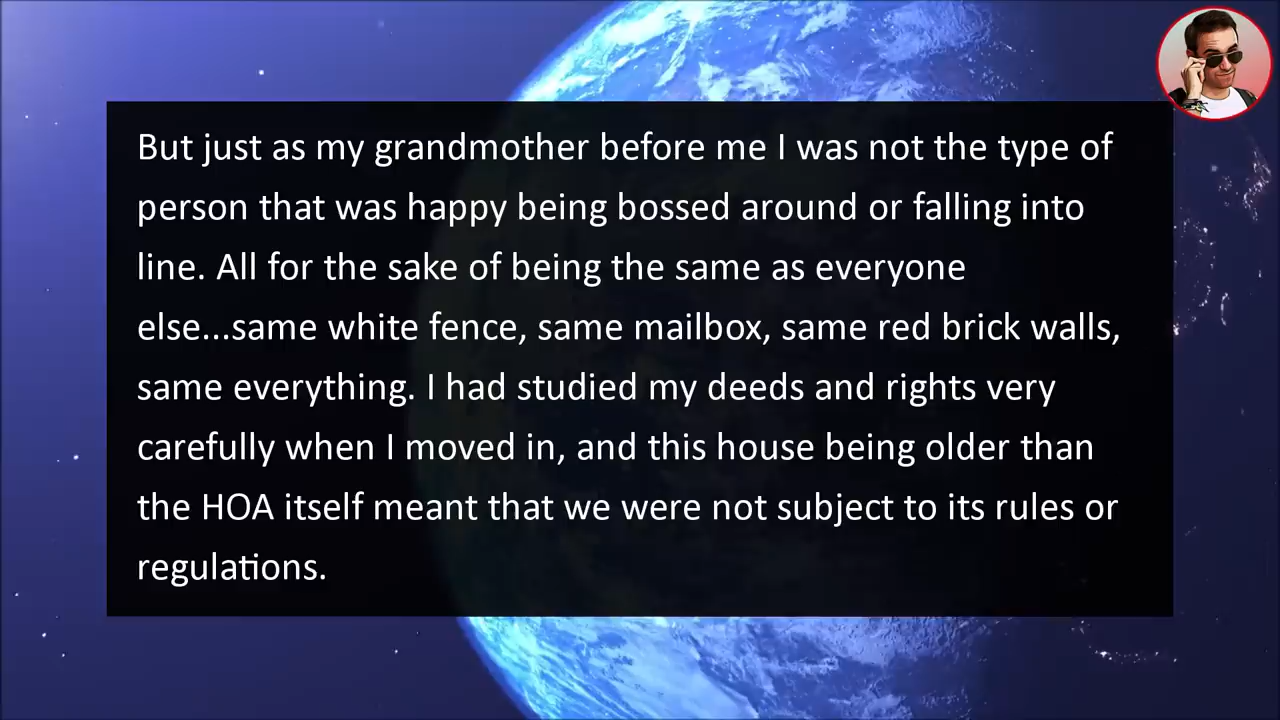 But just as my grandmother before me I was not the type of
person that was happy being bossed around or falling into
line. All for the sake of being the same as everyone
else...same white fence, same mailbox, same red brick walls,
same everything. I had studied my deeds and rights very
carefully when I moved in, and this house being older than
the HOA itself meant that we were not subject to its rules or
regulations.